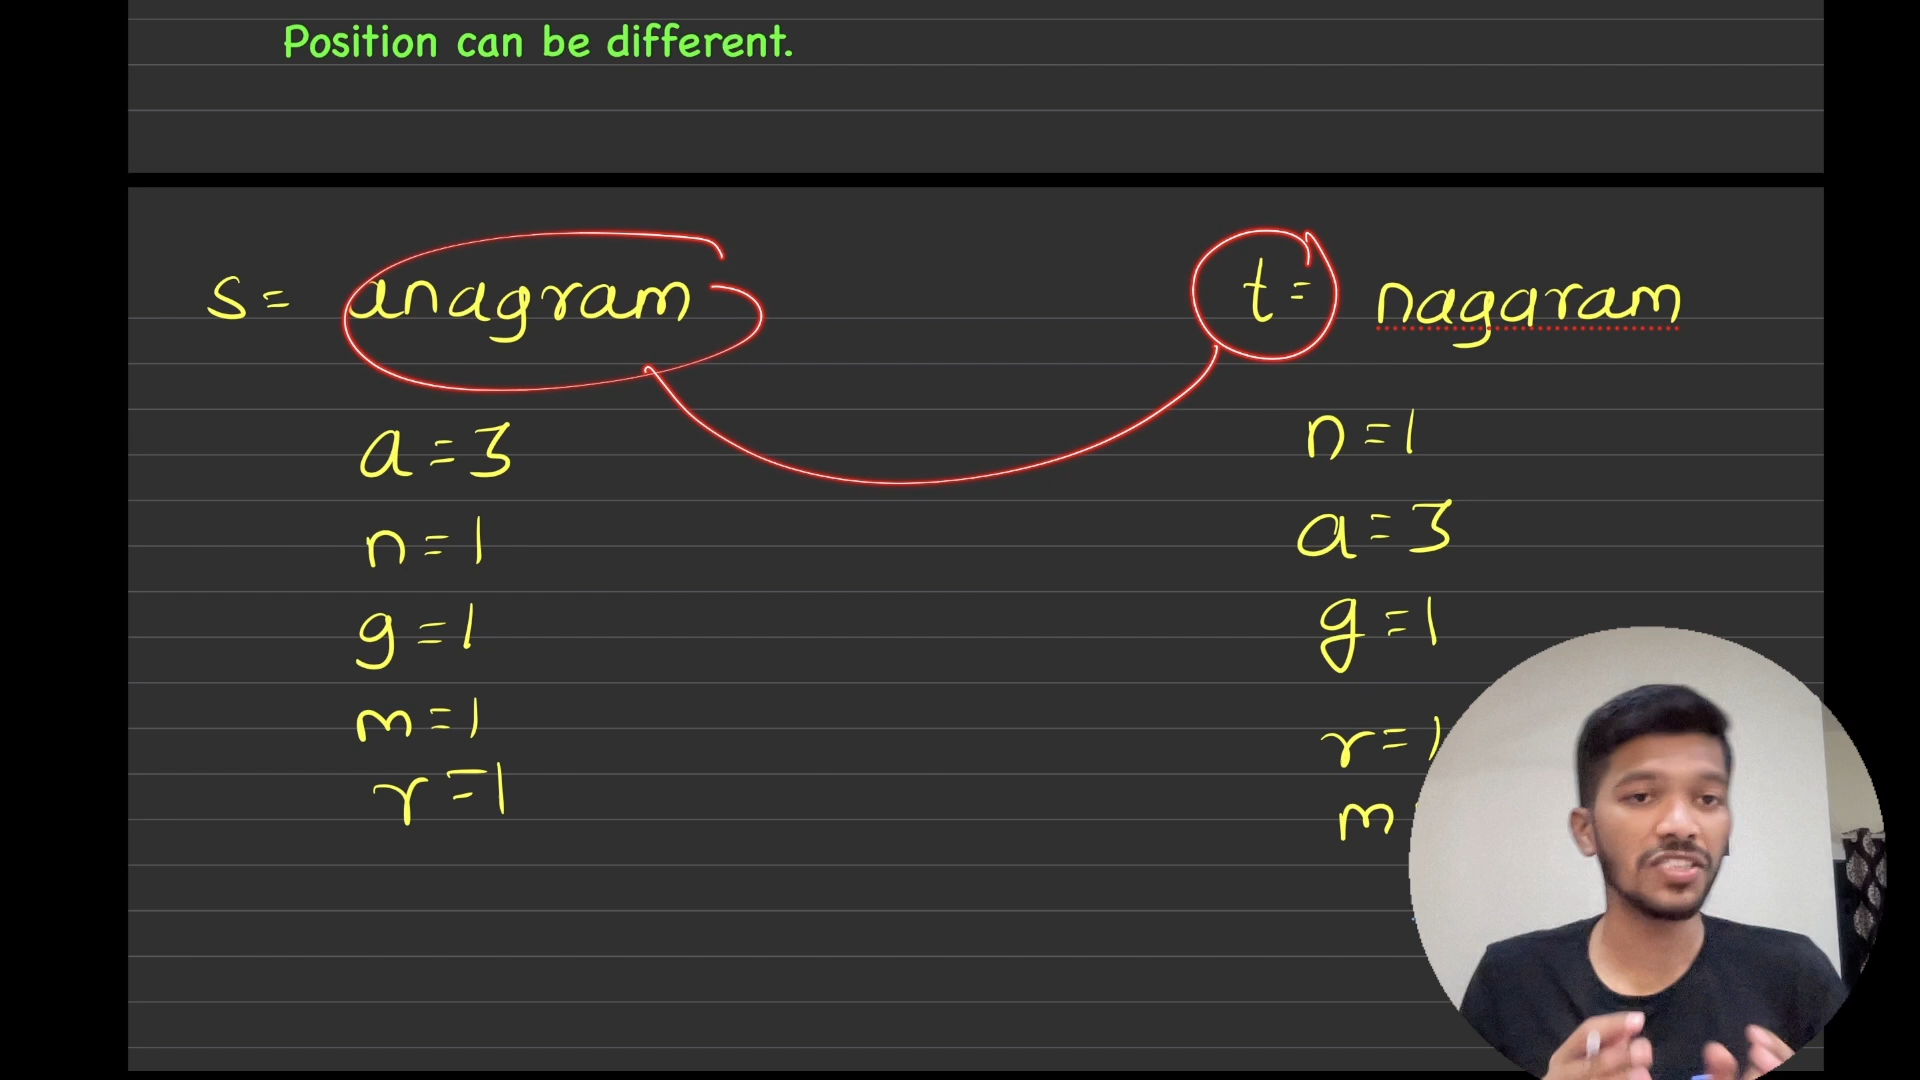 Position can be different.
s= anagram t= nagaram
a=3 n=1
n=1 a=3
g=1 g=1
m=1 r=1
r=1 m